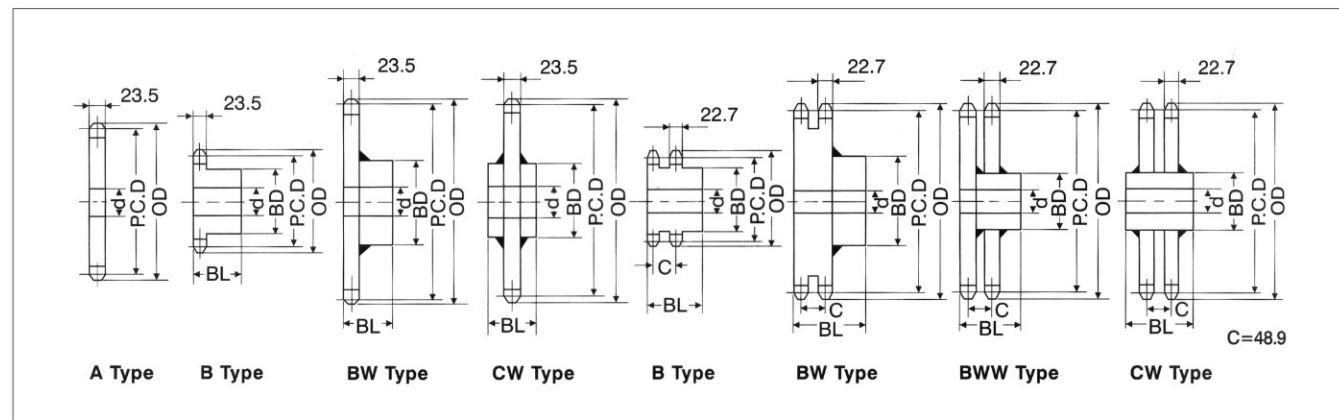 23.5
d
P.C.D
OD
A Type
23.5
d
BD
P.C.D
OD
BL
B Type
23.5
d
BD
P.C.D
OD
BL
BW Type
23.5
d
BD
P.C.D
OD
BL
CW Type
22.7
d
BD
P.C.D
OD
C
BL
B Type
22.7
d
BD
P.C.D
OD
C
BL
BW Type
22.7
d
BD
P.C.D
OD
C
BL
BWW Type
22.7
d
BD
P.C.D
OD
C
BL
C=48.9
CW Type